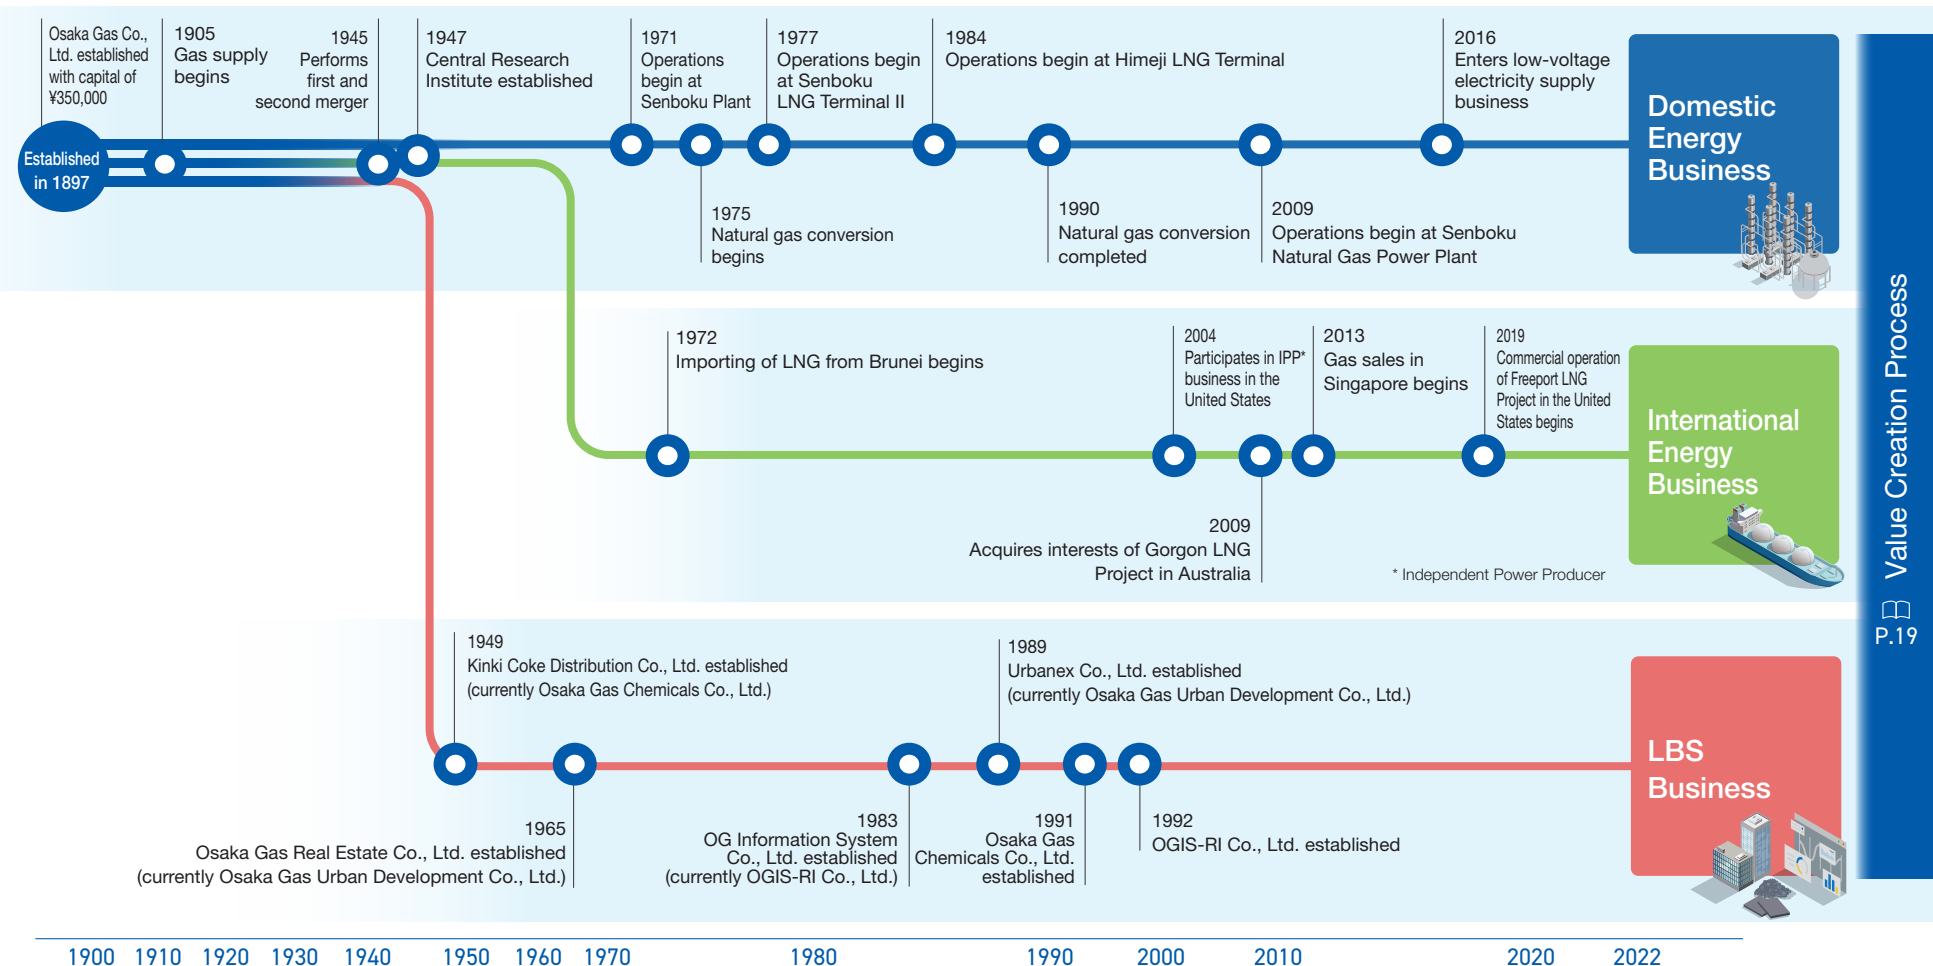 Osaka Gas Co.,
Ltd. established
with capital of
¥350,000
Established
in 1897
1905
Gas supply
begins
1945
Performs
first and
second merger
1947
Central Research
Institute established
1971
Operations
begin at
Senboku Plant
1975
Natural gas conversion
begins
1977
Operations begin
at Senboku
LNG Terminal II
1984
Operations begin at Himeji LNG Terminal
1990
Natural gas conversion
completed
2009
Operations begin at Senboku
Natural Gas Power Plant
2016
Enters low-voltage
electricity supply
business
Domestic
Energy
Business
1972
Importing of LNG from Brunei begins
2004
Participates in IPP*
business in the
United States
2009
Acquires interests of Gorgon LNG
Project in Australia
2013
Gas sales in
Singapore begins
2019
Commercial operation
of Freeport LNG
Project in the United
States begins
* Independent Power Producer
International
Energy
Business
1949
Kinki Coke Distribution Co., Ltd. established
(currently Osaka Gas Chemicals Co., Ltd.)
1965
Osaka Gas Real Estate Co., Ltd. established
(currently Osaka Gas Urban Development Co., Ltd.)
1983
OG Information System
Co., Ltd. established
(currently OGIS-RI Co., Ltd.)
1989
Urbanex Co., Ltd. established
(currently Osaka Gas Urban Development Co., Ltd.)
1991
Osaka Gas
Chemicals Co., Ltd.
established
1992
OGIS-RI Co., Ltd. established
LBS
Business
Value Creation Process
P.19
1900 1910 1920 1930 1940 1950 1960 1970 1980 1990 2000 2010 2020 2022